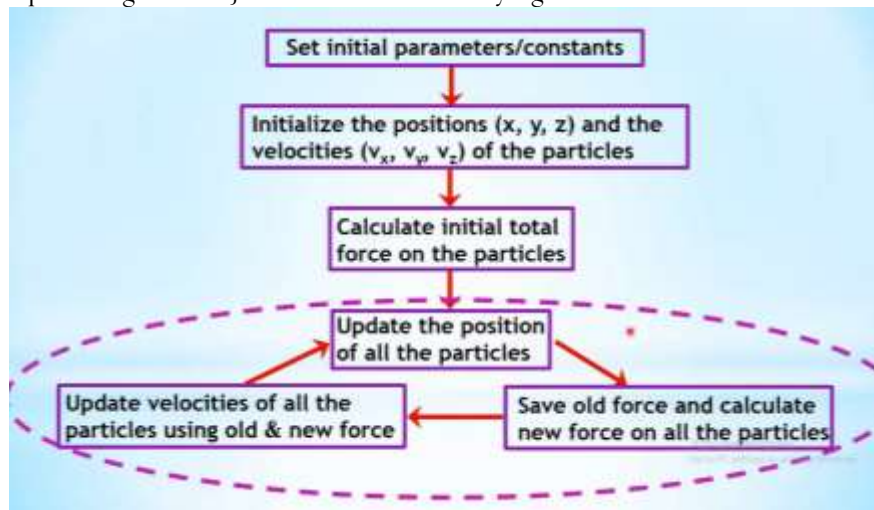 Set initial parameters/constants
Initialize the positions (x, y, z) and the
velocities (vx, vy, vz) of the particles
Calculate initial total
force on the particles
Update the position
of all the particles
Save old force and calculate
new force on all the particles
Update velocities of all the
particles using old & new force